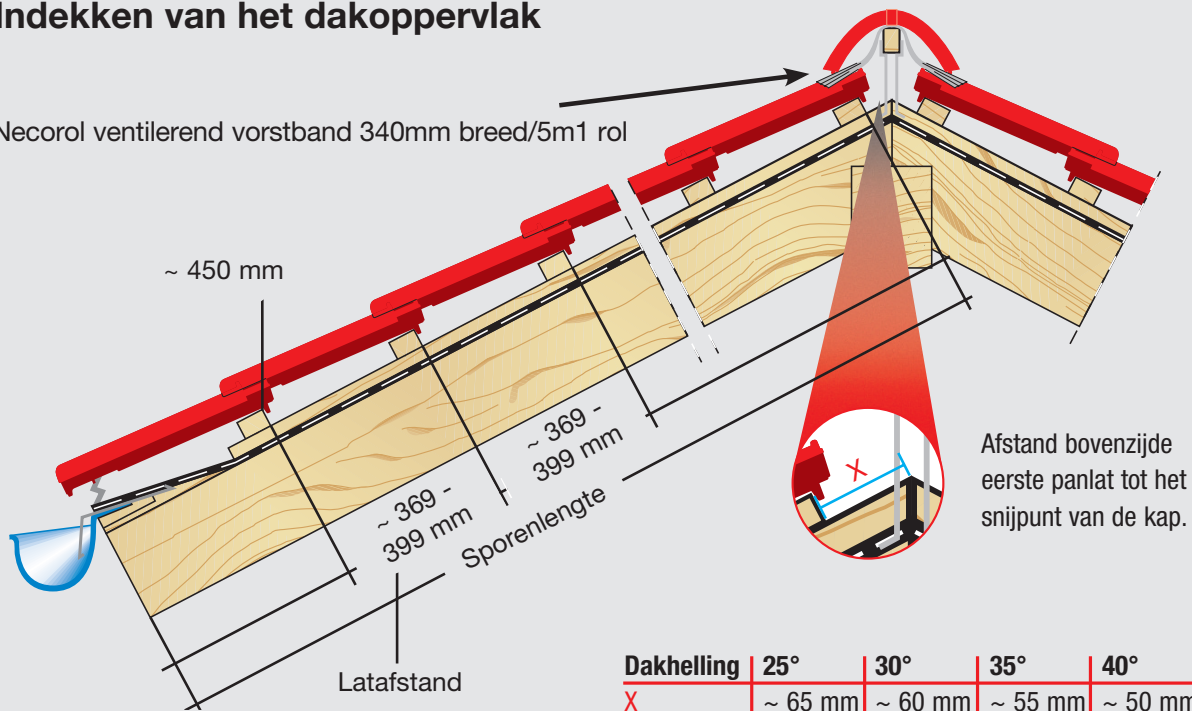 Indekken van het dakoppervlak
Necorol ventilerend vorstband 340mm breed/5m1 rol
~ 450 mm
~ 369 -
399 mm
~ 369 -
399 mm
Sporenlengte
Latafstand
X
Afstand bovenzijde
eerste panlat tot het
snijpunt van de kap.
Dakhelling 25° 30° 35° 40°
X ~ 65 mm ~ 60 mm ~ 55 mm ~ 50 mm